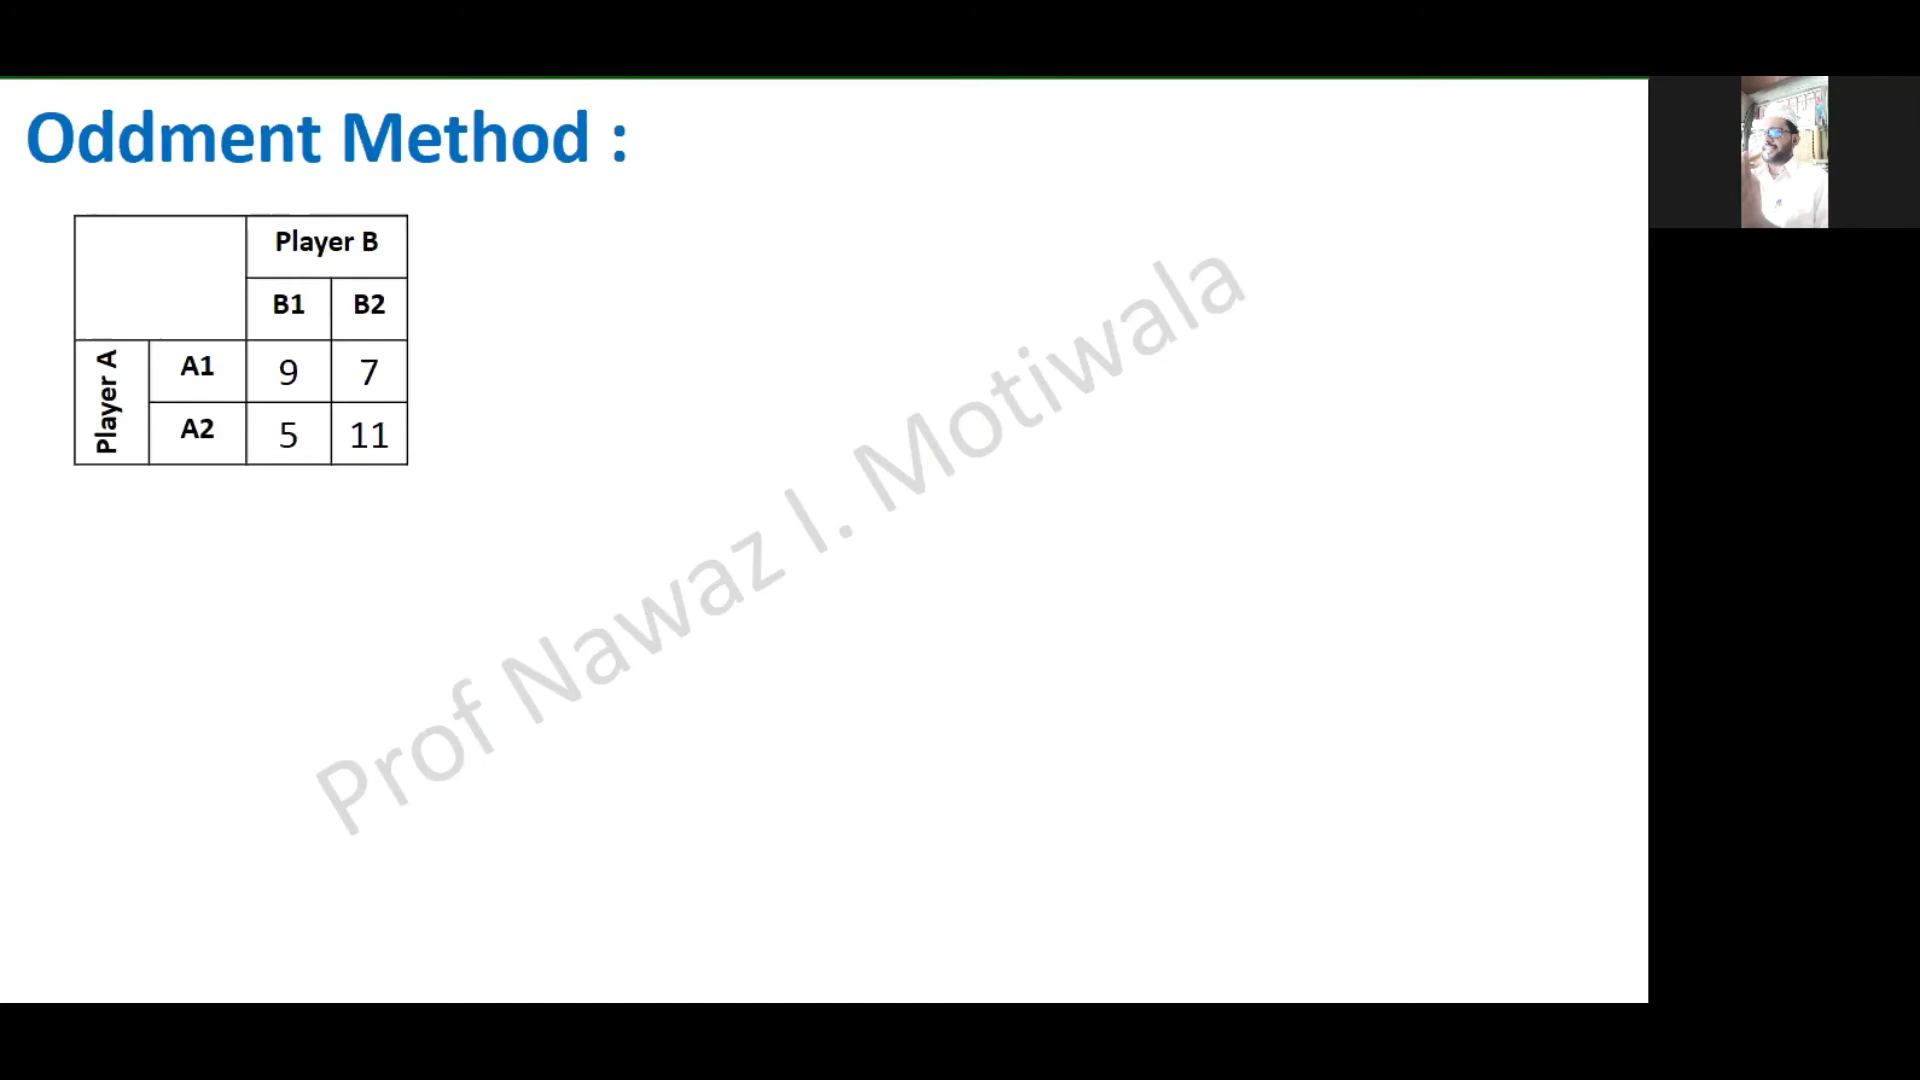 Oddment Method :
Player B
B1 B2
Player A
A1 9 7
A2 5 11
Prof Nawaz I. Motiwala